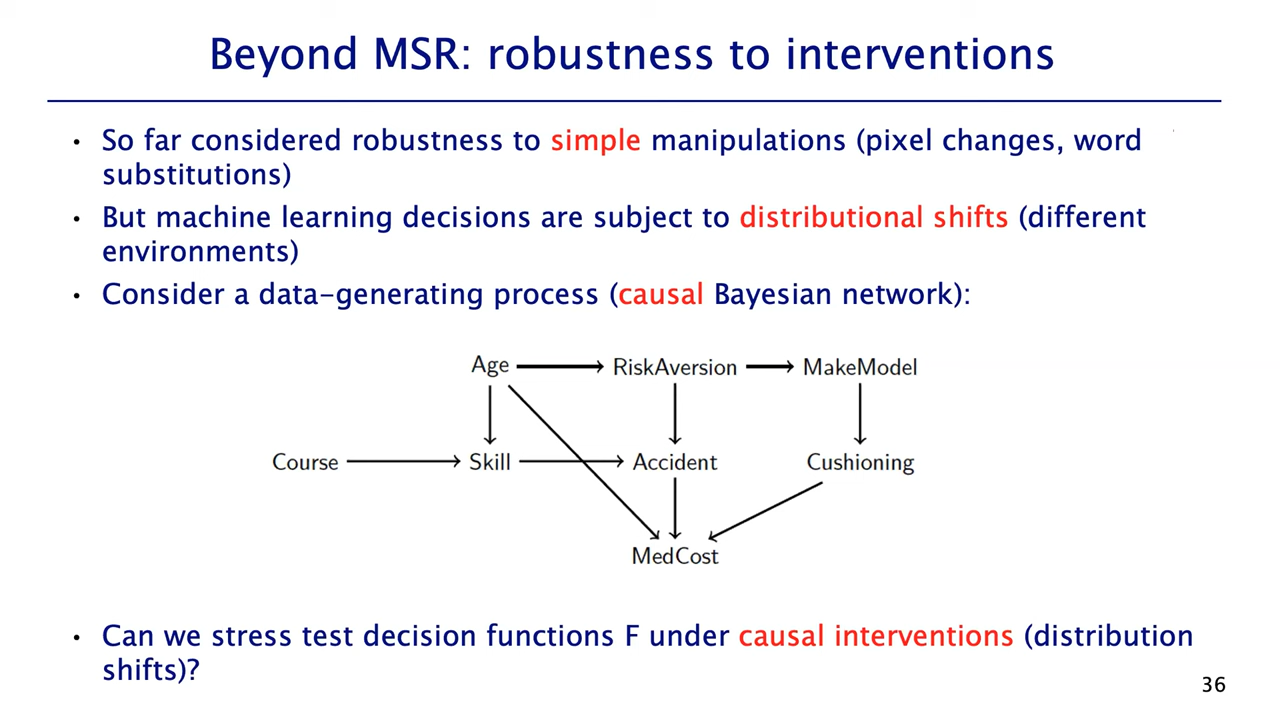 Beyond MSR: robustness to interventions
• So far considered robustness to simple manipulations (pixel changes, word
substitutions)
• But machine learning decisions are subject to distributional shifts (different
environments)
• Consider a data-generating process (causal Bayesian network):
Age RiskAversion MakeModel
Course Skill Accident Cushioning
MedCost
• Can we stress test decision functions F under causal interventions (distribution
shifts)?
36